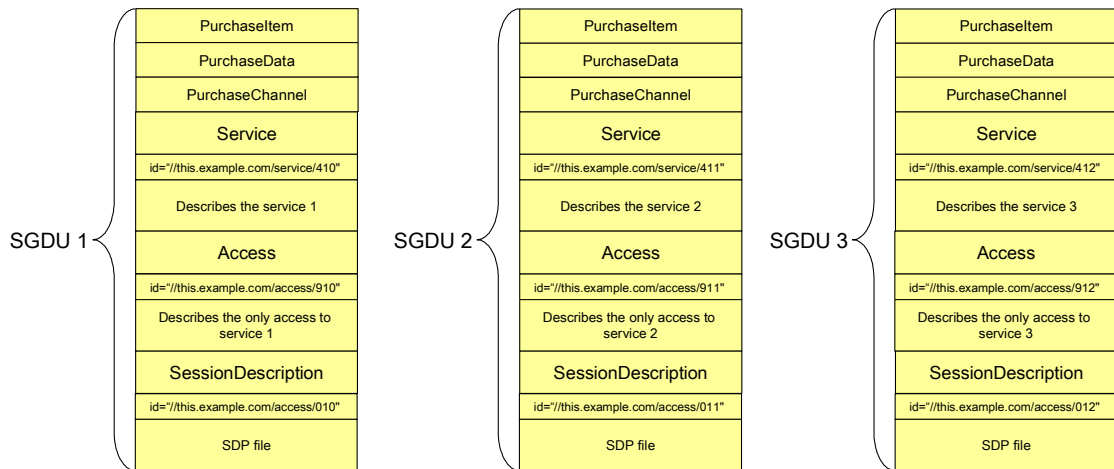 SGDU 1
PurchaseItem
PurchaseData
PurchaseChannel
Service
id="//this.example.com/service/410"
Describes the service 1
Access
id="//this.example.com/access/910"
Describes the only access to
service 1
SessionDescription
id="//this.example.com/access/010"
SDP file
SGDU 2
PurchaseItem
PurchaseData
PurchaseChannel
Service
id="//this.example.com/service/411"
Describes the service 2
Access
id="//this.example.com/access/911"
Describes the only access to
service 2
SessionDescription
id="//this.example.com/access/011"
SDP file
SGDU 3
PurchaseItem
PurchaseData
PurchaseChannel
Service
id="//this.example.com/service/412"
Describes the service 3
Access
id="//this.example.com/access/912"
Describes the only access to
service 3
SessionDescription
id="//this.example.com/access/012"
SDP file